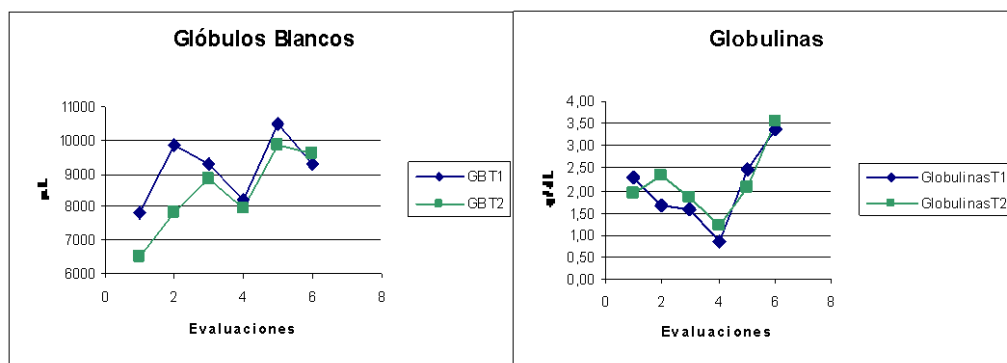 Glóbulos Blancos
11000
10000
9000
8000
7000
6000
0 2 4 6 8
Evaluaciones
GBT1
GBT2
Globulinas
4,00
3,50
3,00
2,50
2,00
1,50
1,00
0,50
0,00
0 2 4 6 8
Evaluaciones
GlobulinasT1
GlobulinasT2